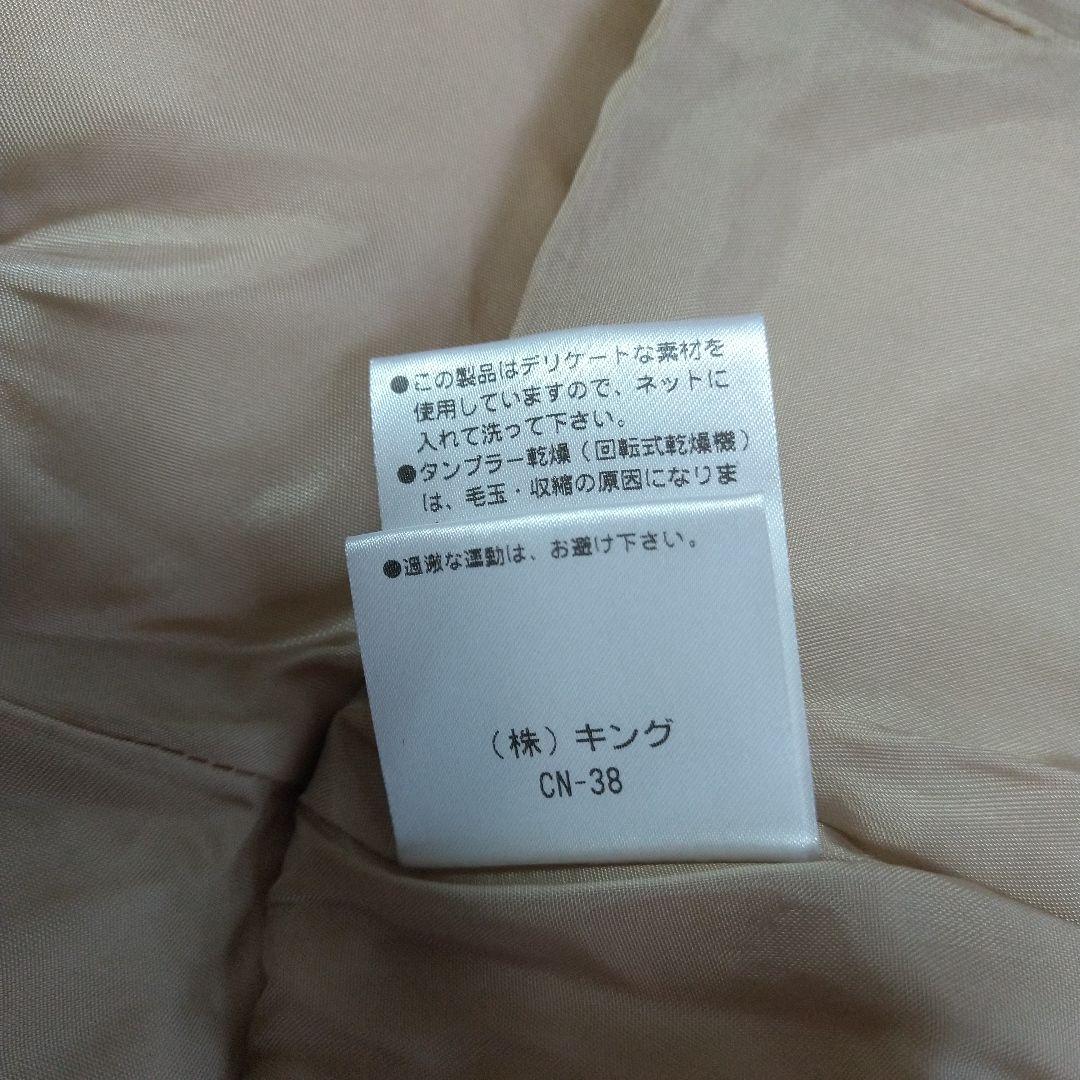 ●この製品はデリケートな素材を
使用していますので、ネットに
入れて洗って下さい。
●タンブラー乾燥（回転式乾燥機）
は、毛玉・収縮の原因になりま
●過激な運動は、お避け下さい。
（株）キング
CN-38